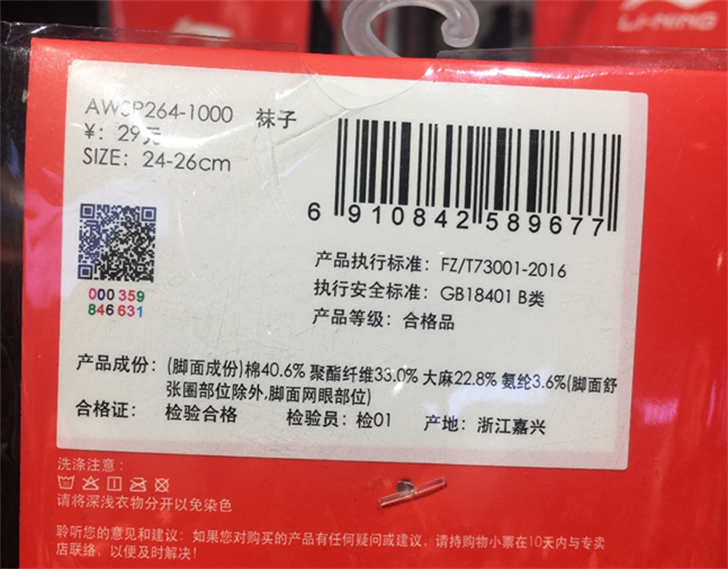 LI-NING
AWSP264-1000 袜子
¥: 29元
SIZE: 24-26cm
6 910842 589677
000 359
846 631
产品执行标准: FZ/T73001-2016
执行安全标准: GB18401 B类
产品等级: 合格品
产品成份: (脚面成份)棉40.6% 聚酯纤维33.0% 大麻22.8% 氨纶3.6%(脚面舒
张圈部位除外,脚面网眼部位)
合格证: 检验合格 检验员: 检01 产地: 浙江嘉兴
洗涤注意:
请将深浅衣物分开以免染色
聆听您的意见和建议: 如果您对购买的产品有任何疑问或建议, 请持购物小票在10天内与专卖
店联络, 以便及时解决!